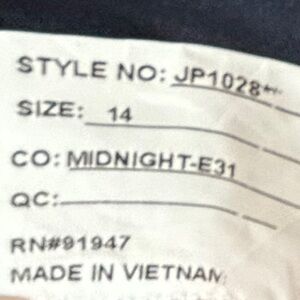 STYLE NO: JP1028
SIZE: 14
CO: MIDNIGHT-E31
QC:
RN#91947
MADE IN VIETNAM